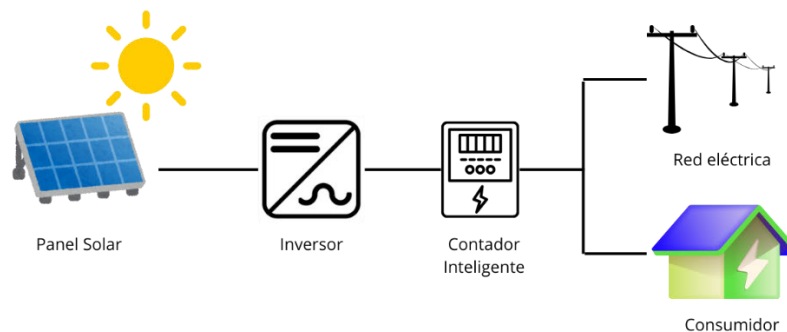 Red eléctrica
Panel Solar
Inversor
Contador
Inteligente
Consumidor